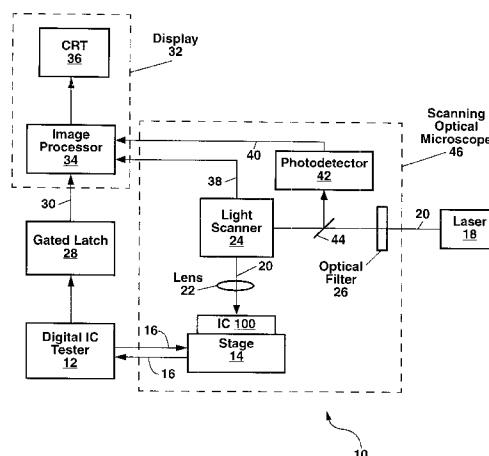 CRT
36
Display
32
Image
Processor
34
Scanning
Optical
Microscope
46
40
Photodetector
42
38
30
Gated Latch
28
Light
Scanner
24
44
20
Laser
18
Optical
Filter
26
Lens
22
20
IC 100
Stage
14
Digital IC
Tester
12
16
16
10